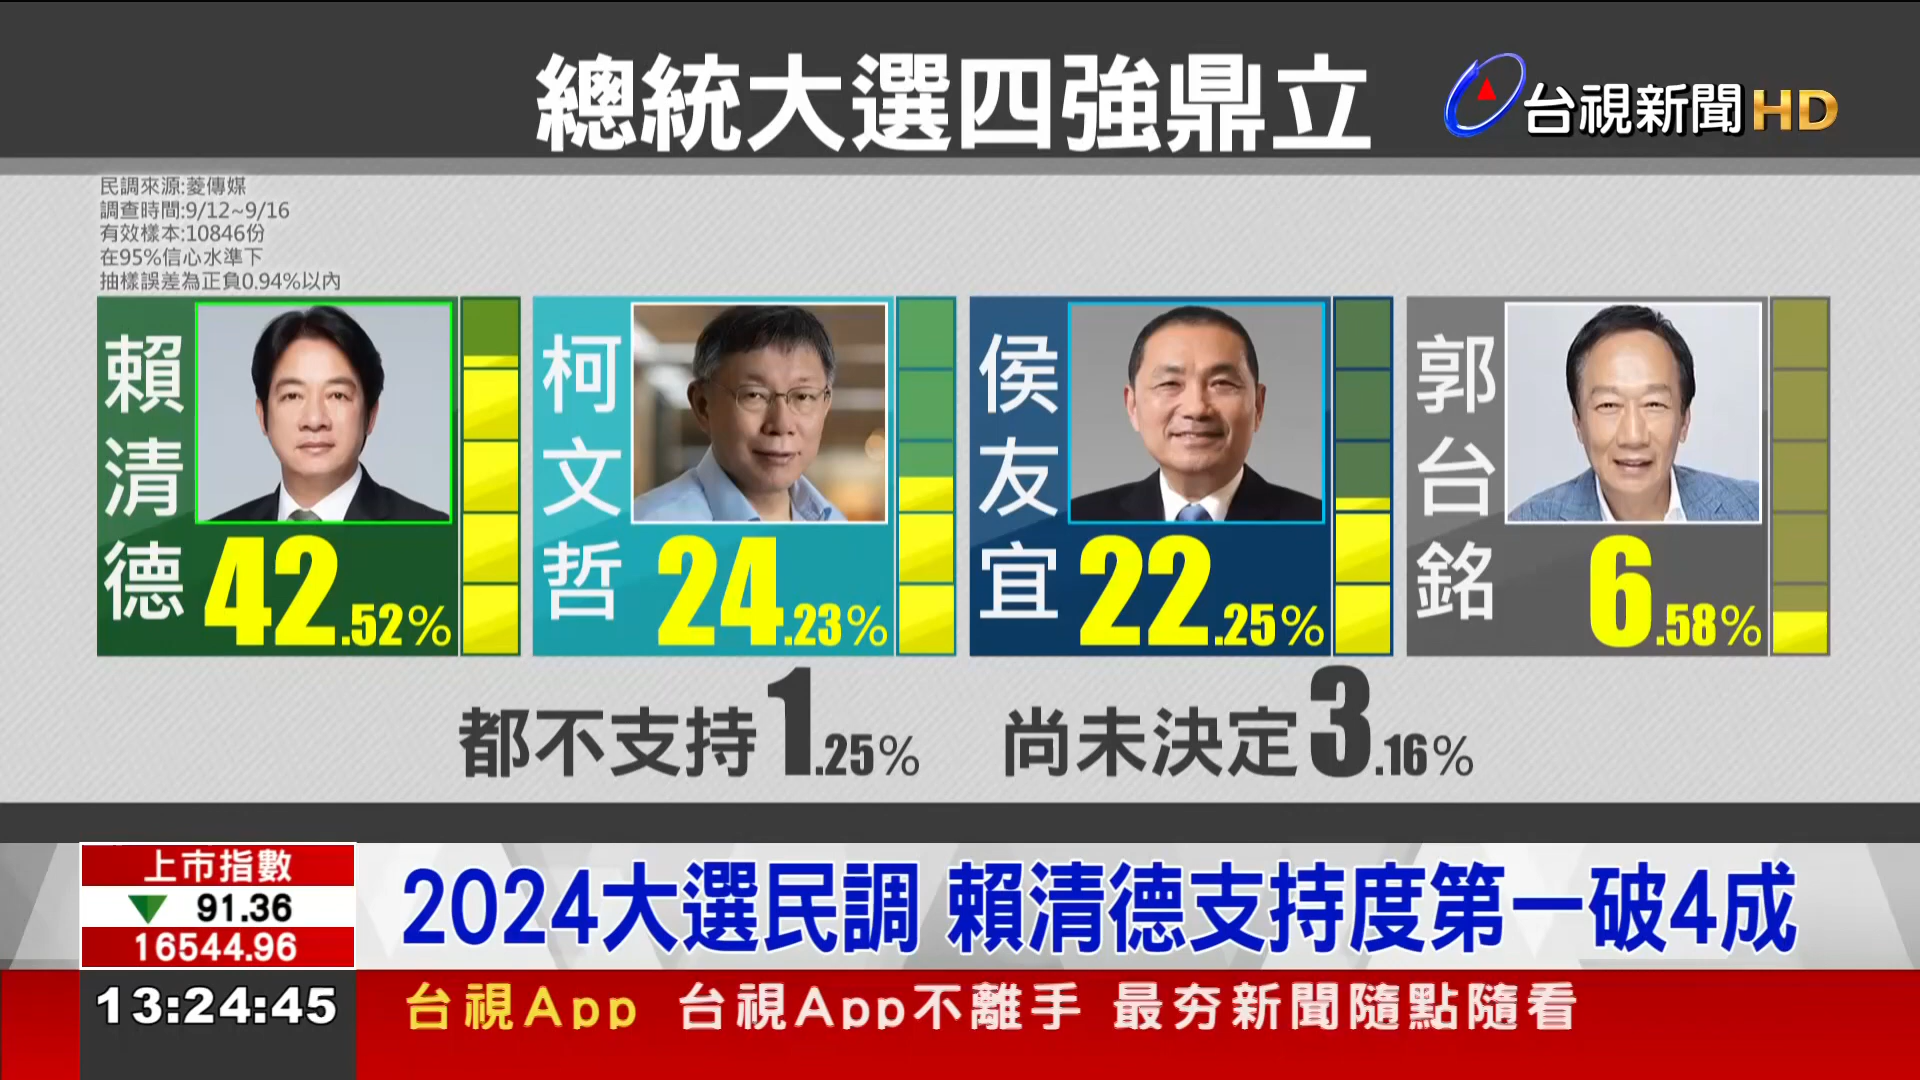 總統大選四強鼎立
台視新聞HD
民調來源:菱傳媒
調查時間:9/12~9/16
有效樣本:10846份
在95%信心水準下
抽樣誤差為正負0.94%以內
賴清德
42.52%
柯文哲
24.23%
侯友宜
22.25%
郭台銘
6.58%
都不支持1.25%
尚未決定3.16%
上市指數
▼ 91.36
16544.96
2024大選民調 賴清德支持度第一破4成
13:24:45
台視App 台視App不離手 最夯新聞隨點隨看